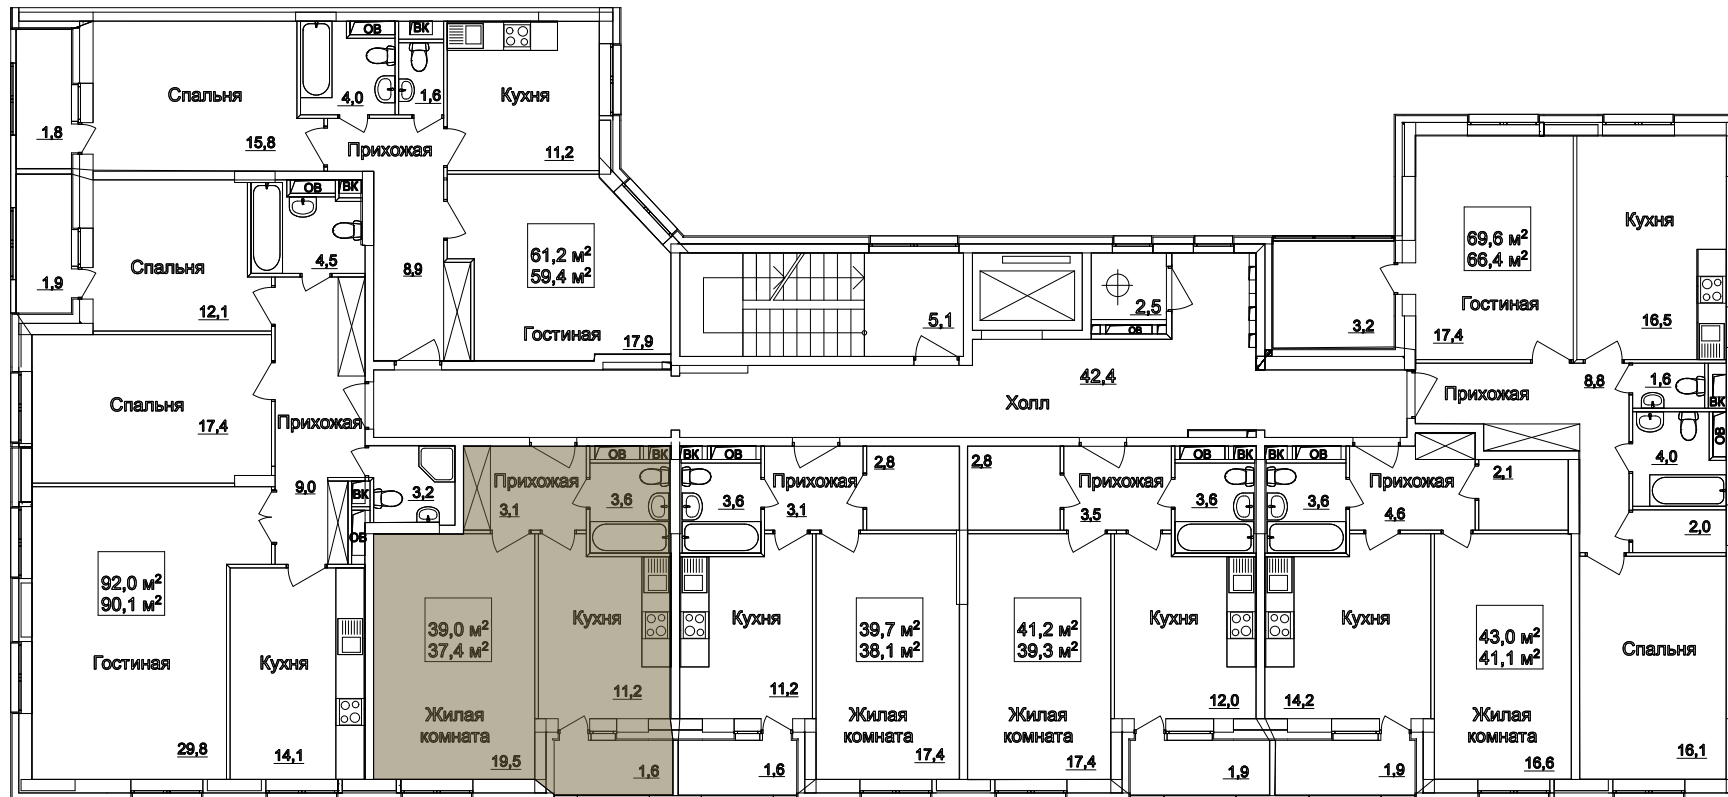 ОВ
ВК
Спальня
15,8
4,0
1,6
Кухня
11,2
1,8
Прихожая
ОВ
ВК
4,5
Спальня
12,1
1,9
8,9
61,2 м²
59,4 м²
Гостиная
17,9
5,1
2,5
ОВ
3,2
69,6 м²
66,4 м²
Гостиная
17,4
Кухня
16,5
Спальня
17,4
Прихожая
9,0
42,4
Холл
Прихожая
8,8
1,6
ВК
ОВ
4,0
2,0
ВК
ОВ
3,2
Прихожая
3,1
ОВ
ВК
3,6
ВК
ОВ
3,6
Прихожая
3,1
2,8
2,8
Прихожая
3,5
ОВ
ВК
3,6
ВК
ОВ
3,6
Прихожая
4,6
2,1
92,0 м²
90,1 м²
Гостиная
29,8
Кухня
14,1
39,0 м²
37,4 м²
Жилая
комната
19,5
Кухня
11,2
1,6
Кухня
11,2
1,6
39,7 м²
38,1 м²
Жилая
комната
17,4
41,2 м²
39,3 м²
Жилая
комната
17,4
Кухня
12,0
1,9
Кухня
14,2
1,9
43,0 м²
41,1 м²
Жилая
комната
16,6
Спальня
16,1